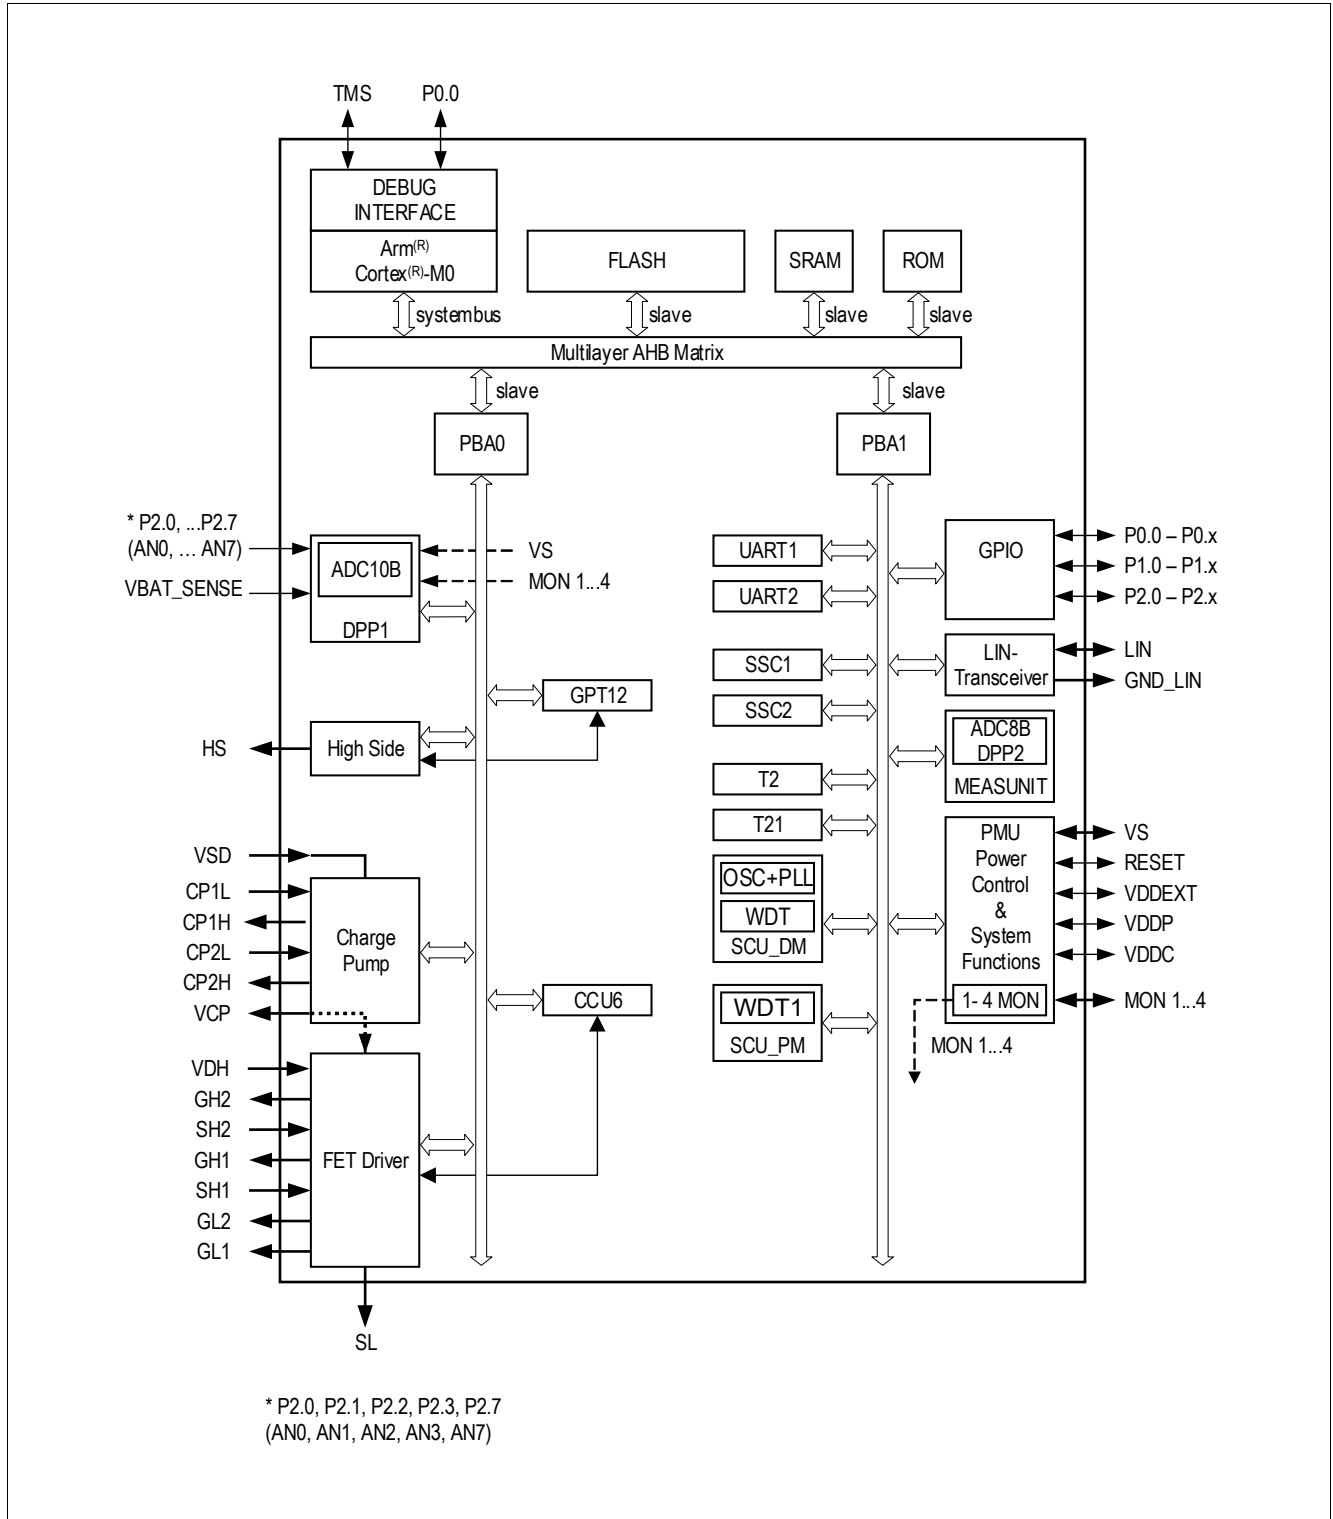 TMS
P0.0
DEBUG
INTERFACE
Arm(R)
Cortex(R)-M0
FLASH
SRAM
ROM
systembus
slave
slave
slave
Multilayer AHB Matrix
slave
slave
PBA0
PBA1
* P2.0, ...P2.7
(AN0, ... AN7)
VBAT_SENSE
ADC10B
DPP1
VS
MON 1...4
GPT12
HS
High Side
VSD
CP1L
CP1H
CP2L
CP2H
VCP
Charge
Pump
CCU6
VDH
GH2
SH2
GH1
SH1
GL2
GL1
FET Driver
SL
UART1
UART2
SSC1
SSC2
T2
T21
OSC+PLL
WDT
SCU_DM
WDT1
SCU_PM
GPIO
P0.0 – P0.x
P1.0 – P1.x
P2.0 – P2.x
LIN-
Transceiver
LIN
GND_LIN
ADC8B
DPP2
MEASUNIT
PMU
Power
Control
&
System
Functions
1- 4 MON
VS
RESET
VDDEXT
VDDP
VDDC
MON 1...4
MON 1...4
* P2.0, P2.1, P2.2, P2.3, P2.7
(AN0, AN1, AN2, AN3, AN7)